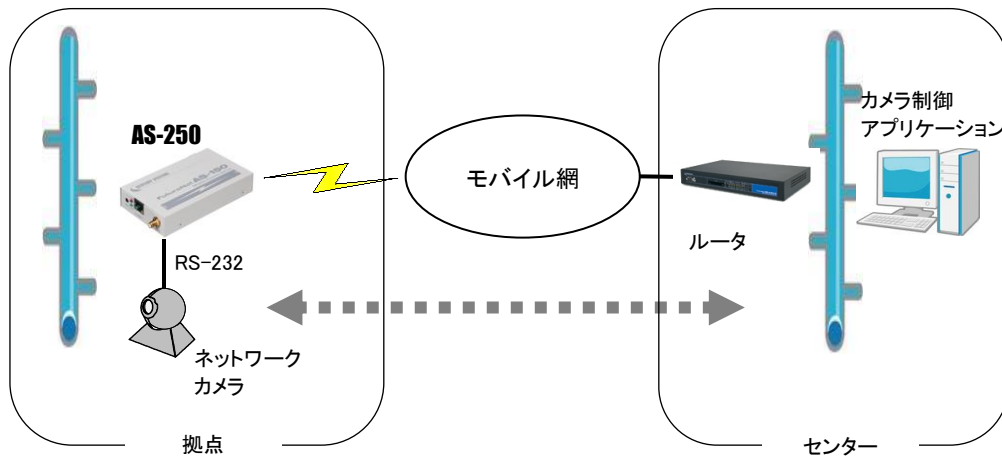 AS-250
RS-232
ネットワーク
カメラ
拠点
モバイル網
ルータ
カメラ制御
アプリケーション
センター